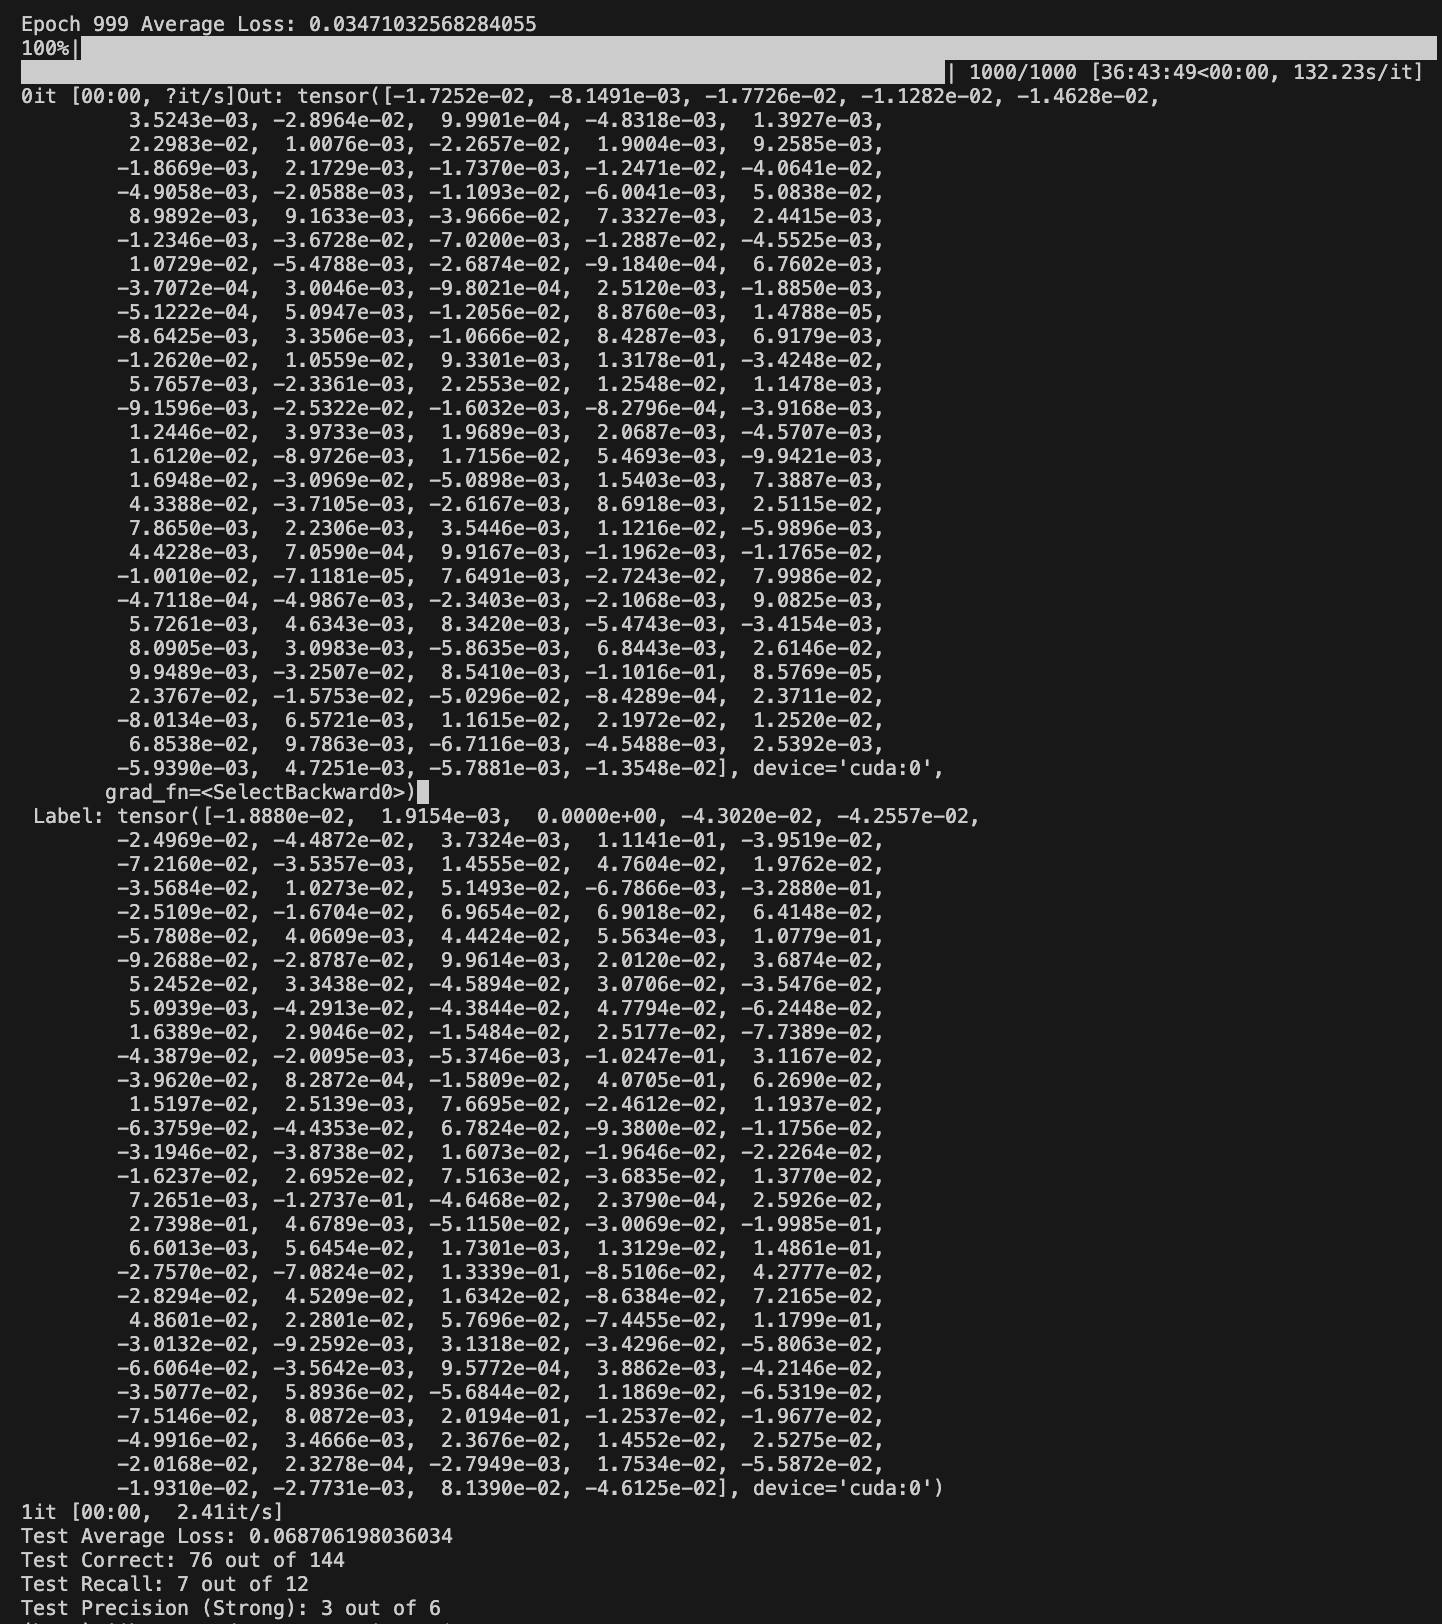 Epoch 999 Average Loss: 0.03471032568284055
100%|
| 1000/1000 [36:43:49<00:00, 132.23s/it]
0it [00:00, ?it/s]Out: tensor([-1.7252e-02, -8.1491e-03, -1.7726e-02, -1.1282e-02, -1.4628e-02,
3.5243e-03, -2.8964e-02, 9.9901e-04, -4.8318e-03, 1.3927e-03,
2.2983e-02, 1.0076e-03, -2.2657e-02, 1.9004e-03, 9.2585e-03,
-1.8669e-03, 2.1729e-03, -1.7370e-03, -1.2471e-02, -4.0641e-02,
-4.9058e-03, -2.0588e-03, -1.1093e-02, -6.0041e-03, 5.0838e-02,
8.9892e-03, 9.1633e-04, -3.9666e-02, 7.3327e-03, 2.4415e-03,
-1.2346e-03, -3.6728e-02, -7.0200e-03, -1.2887e-02, -4.5525e-03,
1.0729e-02, -5.4788e-03, -2.6874e-02, -9.1840e-04, 6.7602e-03,
-3.7072e-04, 3.0046e-03, -9.8021e-04, 2.5120e-03, -1.8850e-03,
-5.1222e-04, 5.0947e-03, -1.2056e-02, 8.8760e-03, 1.4788e-05,
-8.6425e-03, 3.3506e-03, -1.0666e-02, 8.4287e-03, 6.9179e-03,
-1.2620e-02, 1.0559e-02, 9.3301e-03, 1.3178e-01, -3.4248e-02,
5.7657e-03, -2.3361e-03, 2.2553e-02, 1.2548e-02, 1.1478e-03,
-9.1596e-03, -2.5322e-02, -1.6032e-03, -8.2796e-04, -3.9168e-03,
1.2446e-02, 3.9733e-03, 1.9689e-03, 2.0687e-03, -4.5707e-03,
1.6120e-02, -8.9726e-03, 1.7156e-02, 5.4693e-03, -9.9421e-03,
1.6948e-02, -3.0969e-02, -5.0898e-03, 1.5403e-02, 7.3887e-03,
4.3388e-02, -3.7105e-03, -2.6167e-03, 8.6918e-03, 2.5115e-02,
7.8650e-03, 2.2306e-03, 3.5446e-03, 1.1216e-02, -5.9896e-03,
4.4228e-03, 7.0590e-04, 9.9167e-03, -1.1962e-03, -1.1765e-02,
-1.0010e-02, -7.1181e-05, 7.6491e-03, -2.7243e-02, 7.9986e-02,
-4.7118e-04, -4.9867e-03, -2.3403e-03, -2.1068e-03, 9.0825e-03,
5.7261e-03, 4.6343e-03, 8.3420e-03, -5.4743e-03, -3.4154e-03,
8.0905e-03, 3.0983e-03, -5.8635e-03, 6.8443e-03, 2.6146e-02,
9.9489e-03, -3.2507e-02, 8.5410e-03, -1.1016e-01, 8.5769e-05,
2.3767e-02, -1.5753e-02, -5.0296e-02, -8.4289e-04, 2.3711e-02,
-8.0134e-03, 6.5721e-03, 1.1615e-02, 2.1972e-02, 1.2520e-02,
6.8538e-02, 9.7863e-03, -6.7116e-03, -4.5488e-03, 2.5392e-03,
-5.9390e-03, 4.7251e-03, -5.7881e-03, -1.3548e-02], device='cuda:0',
grad_fn=<SelectBackward0>)
Label: tensor([-1.8880e-02, 1.9154e-03, 0.0000e+00, -4.3020e-02, -4.2557e-02,
-2.4969e-02, -4.4872e-02, 3.7324e-03, 1.1141e-01, -3.9519e-02,
-7.2160e-02, -3.5357e-03, 1.4555e-02, 4.7604e-02, 1.9762e-02,
-3.5684e-02, 1.0273e-02, 5.1493e-02, -6.7866e-03, -3.2880e-01,
-2.5109e-02, -1.6704e-02, 6.9654e-02, 6.9018e-02, 6.4148e-02,
-5.7808e-02, 4.0609e-03, 4.4424e-02, 5.5634e-03, 1.0779e-01,
-9.2688e-02, -2.8787e-02, 9.9614e-03, 2.0120e-02, 3.6874e-02,
5.2452e-02, 3.3438e-02, -4.5894e-02, 3.0706e-02, -3.5476e-02,
5.0939e-03, -4.2913e-02, -4.3844e-02, 4.7794e-02, -6.2448e-02,
1.6389e-02, 2.9046e-02, -1.5484e-02, 2.5177e-02, -7.7389e-02,
-4.3879e-02, -2.0095e-03, -5.3746e-03, -1.0247e-01, 3.1167e-02,
-3.9620e-02, 8.2872e-04, -1.5809e-02, 4.0705e-01, 6.2690e-02,
1.5197e-02, 2.5139e-03, 7.6695e-02, -2.4612e-02, 1.1937e-02,
-6.3759e-02, -4.4353e-02, 6.7824e-02, -9.3800e-02, -1.1756e-02,
-3.1946e-02, -3.8738e-02, 1.6073e-02, -1.9646e-02, -2.2264e-02,
-1.6237e-02, 2.6952e-02, 7.5163e-02, -3.6835e-02, 1.3770e-02,
7.2651e-03, -1.2737e-01, -4.6468e-02, 2.3790e-04, 2.5926e-02,
2.7398e-01, 4.6789e-03, -5.1150e-02, -3.0069e-02, -1.9985e-01,
6.6013e-03, 5.6454e-02, 1.7301e-03, 1.3129e-02, 1.4861e-01,
-2.7570e-02, -7.0824e-02, 1.3339e-01, -8.5106e-02, 4.2777e-02,
-2.8294e-02, 4.5209e-02, 1.6342e-02, -8.6384e-02, 7.2165e-02,
4.8601e-02, 2.2801e-02, 5.7696e-02, -7.4455e-02, 1.1799e-01,
-3.0132e-02, -9.2592e-03, 3.1318e-02, -3.4296e-02, -5.8063e-02,
-6.6064e-02, -3.5642e-03, 9.5772e-04, 3.8862e-03, -4.2146e-02,
-3.5077e-02, 5.8936e-02, -5.6844e-02, 1.1869e-02, -6.5319e-02,
-7.5146e-02, 8.0872e-03, 2.0194e-01, -1.2537e-02, -1.9677e-02,
-4.9916e-02, 3.4666e-03, 2.3676e-02, 1.4552e-02, 2.5275e-02,
-2.0168e-02, 2.3278e-04, -2.7949e-03, 1.7534e-02, -5.5872e-02,
-1.9310e-02, -2.7731e-03, 8.1390e-02, -4.6125e-02], device='cuda:0')
1it [00:00, 2.41it/s]
Test Average Loss: 0.068706198036034
Test Correct: 76 out of 144
Test Recall: 7 out of 12
Test Precision (Strong): 3 out of 6